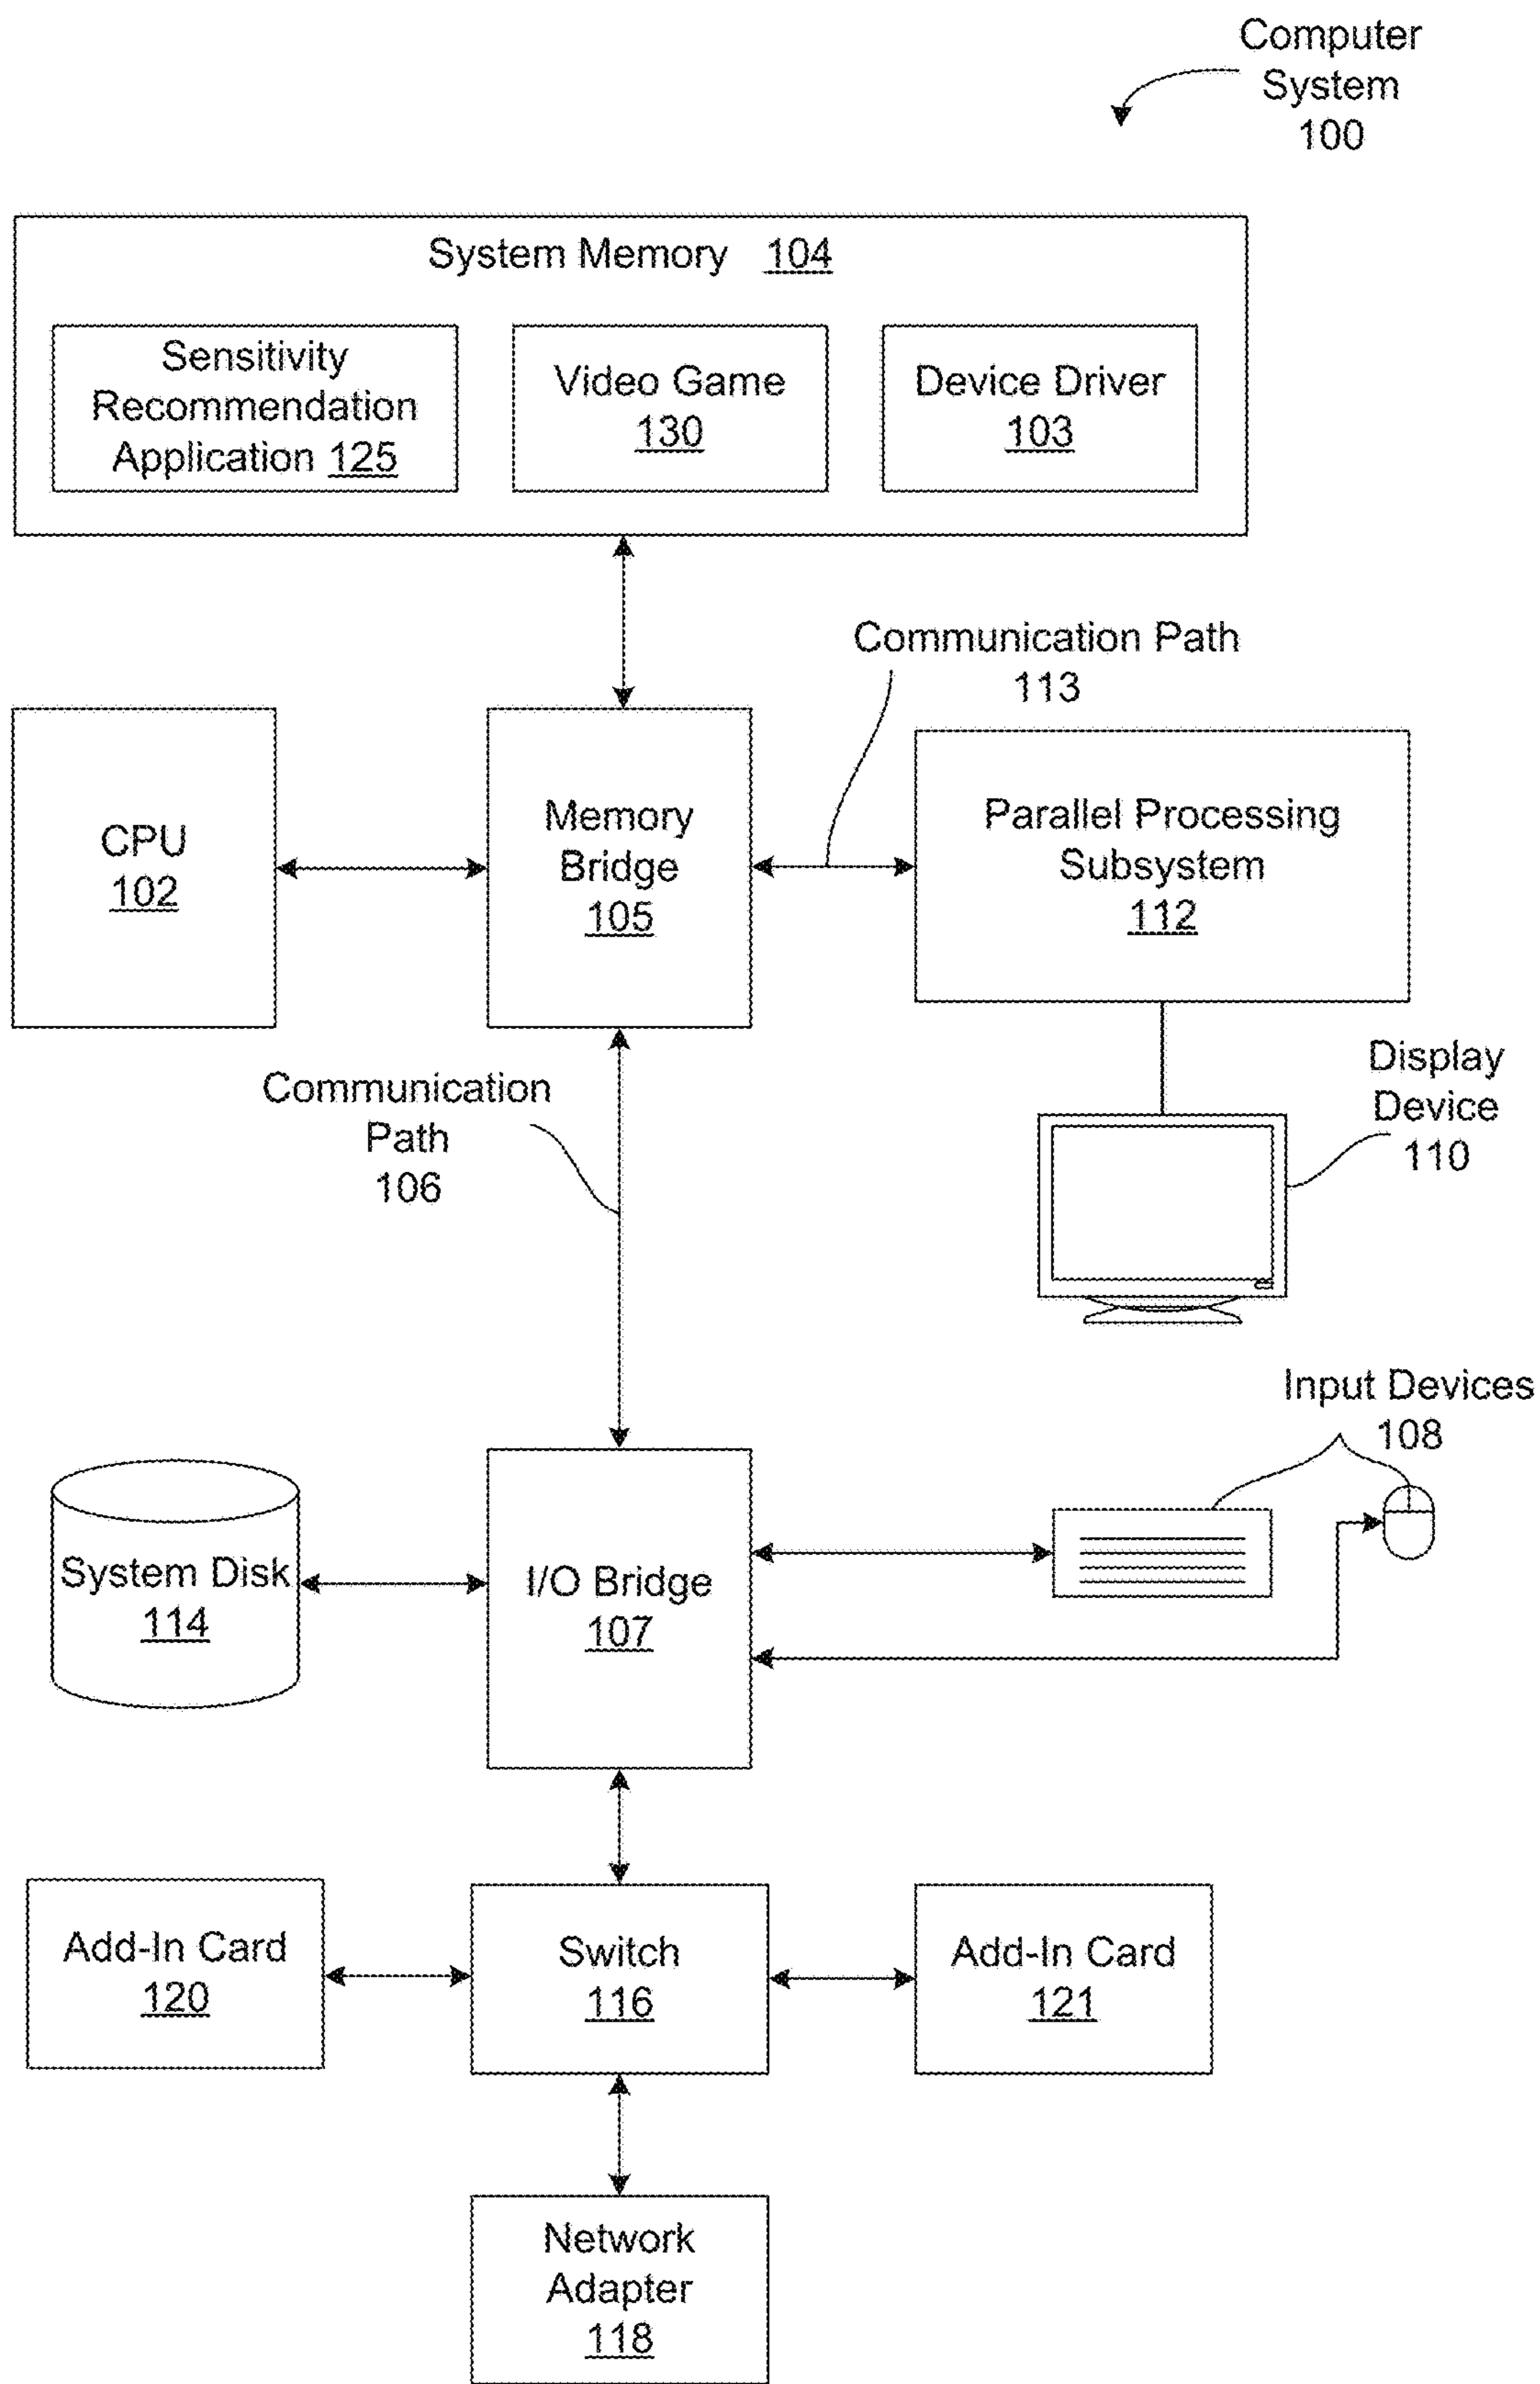 Computer
System
100
System Memory 104
Sensitivity
Recommendation
Application 125
Video Game
130
Device Driver
103
Communication Path
113
CPU
102
Memory
Bridge
105
Parallel Processing
Subsystem
112
Communication
Path
106
Display
Device
110
Input Devices
108
System Disk
114
I/O Bridge
107
Add-In Card
120
Switch
116
Add-In Card
121
Network
Adapter
118